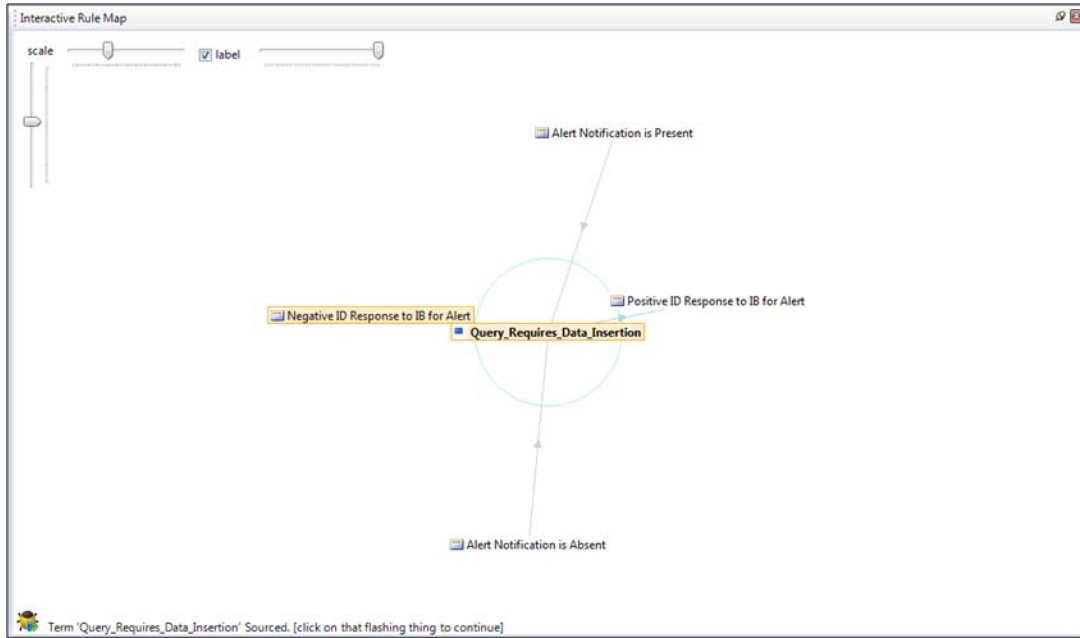 Interactive Rule Map
scale
label
Alert Notification is Present
Positive ID Response to IB for Alert
Negative ID Response to IB for Alert
Query_Requires_Data_Insertion
Alert Notification is Absent
Term 'Query_Requires_Data_Insertion' Sourced. [click on that flashing thing to continue]